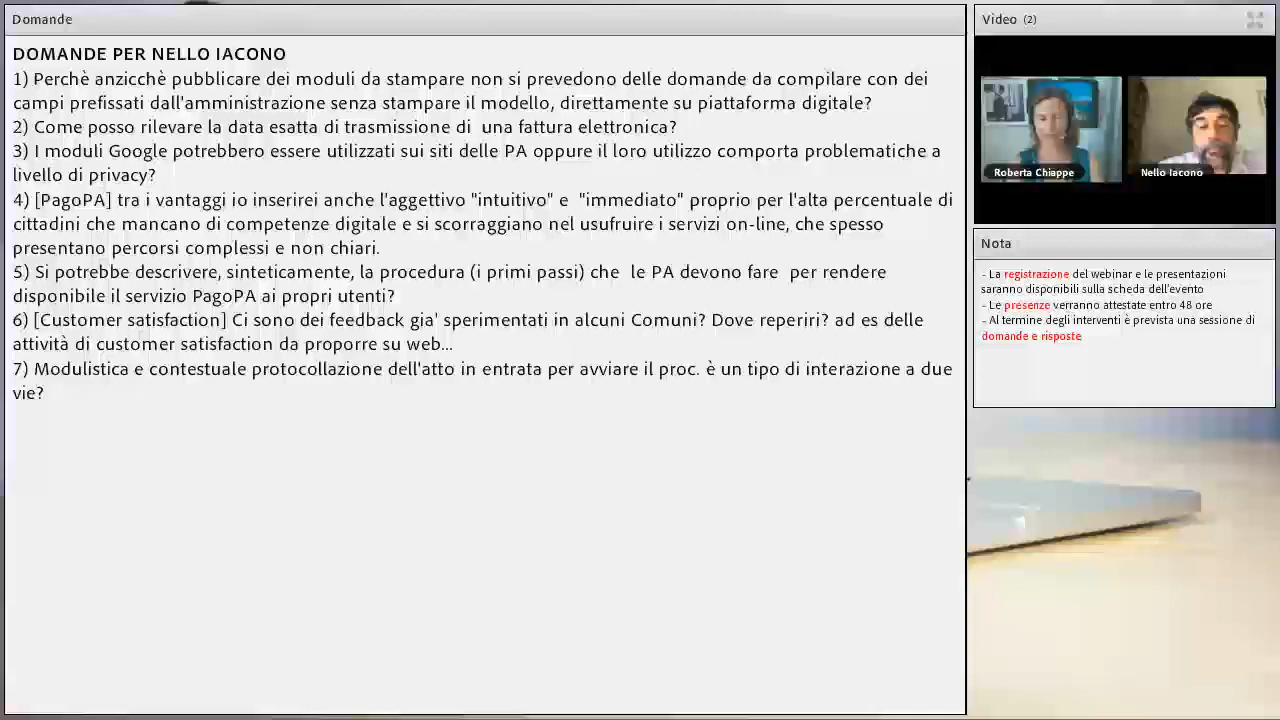 Domande
DOMANDE PER NELLO IACONO
1) Perchè anzicchè pubblicare dei moduli da stampare non si prevedono delle domande da compilare con dei
campi prefissati dall'amministrazione senza stampare il modello, direttamente su piattaforma digitale?
2) Come posso rilevare la data esatta di trasmissione di  una fattura elettronica?
3) I moduli Google potrebbero essere utilizzati sui siti delle PA oppure il loro utilizzo comporta problematiche a
livello di privacy?
4) [PagoPA] tra i vantaggi io inserirei anche l'aggettivo "intuitivo" e  "immediato" proprio per l'alta percentuale di
cittadini che mancano di competenze digitale e si scorraggiano nel usufruire i servizi on-line, che spesso
presentano percorsi complessi e non chiari.
5) Si potrebbe descrivere, sinteticamente, la procedura (i primi passi) che  le PA devono fare  per rendere
disponibile il servizio PagoPA ai propri utenti?
6) [Customer satisfaction] Ci sono dei feedback gia' sperimentati in alcuni Comuni? Dove reperiri? ad es delle
attività di customer satisfaction da proporre su web...
7) Modulistica e contestuale protocollazione dell'atto in entrata per avviare il proc. è un tipo di interazione a due
vie?
Video (2)
Roberta Chiappe
Nello Iacono
Nota
- La registrazione del webinar e le presentazioni
saranno disponibili sulla scheda dell'evento
- Le presenze verranno attestate entro 48 ore
- Al termine degli interventi è prevista una sessione di
domande e risposte